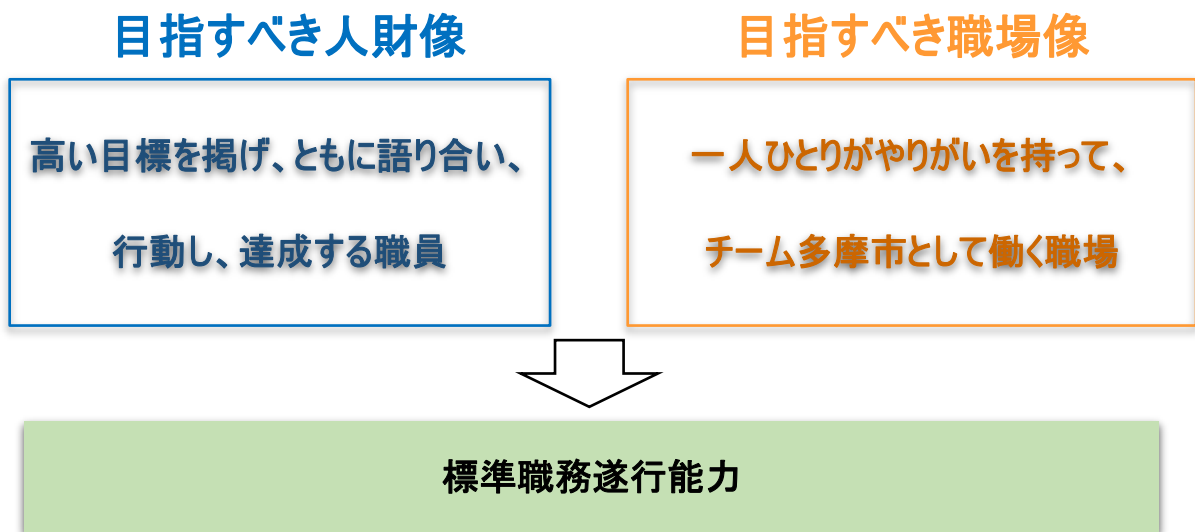 目指すべき人財像
高い目標を掲げ、ともに語り合い、
行動し、達成する職員
目指すべき職場像
一人ひとりがやりがいを持って、
チーム多摩市として働く職場
標準職務遂行能力